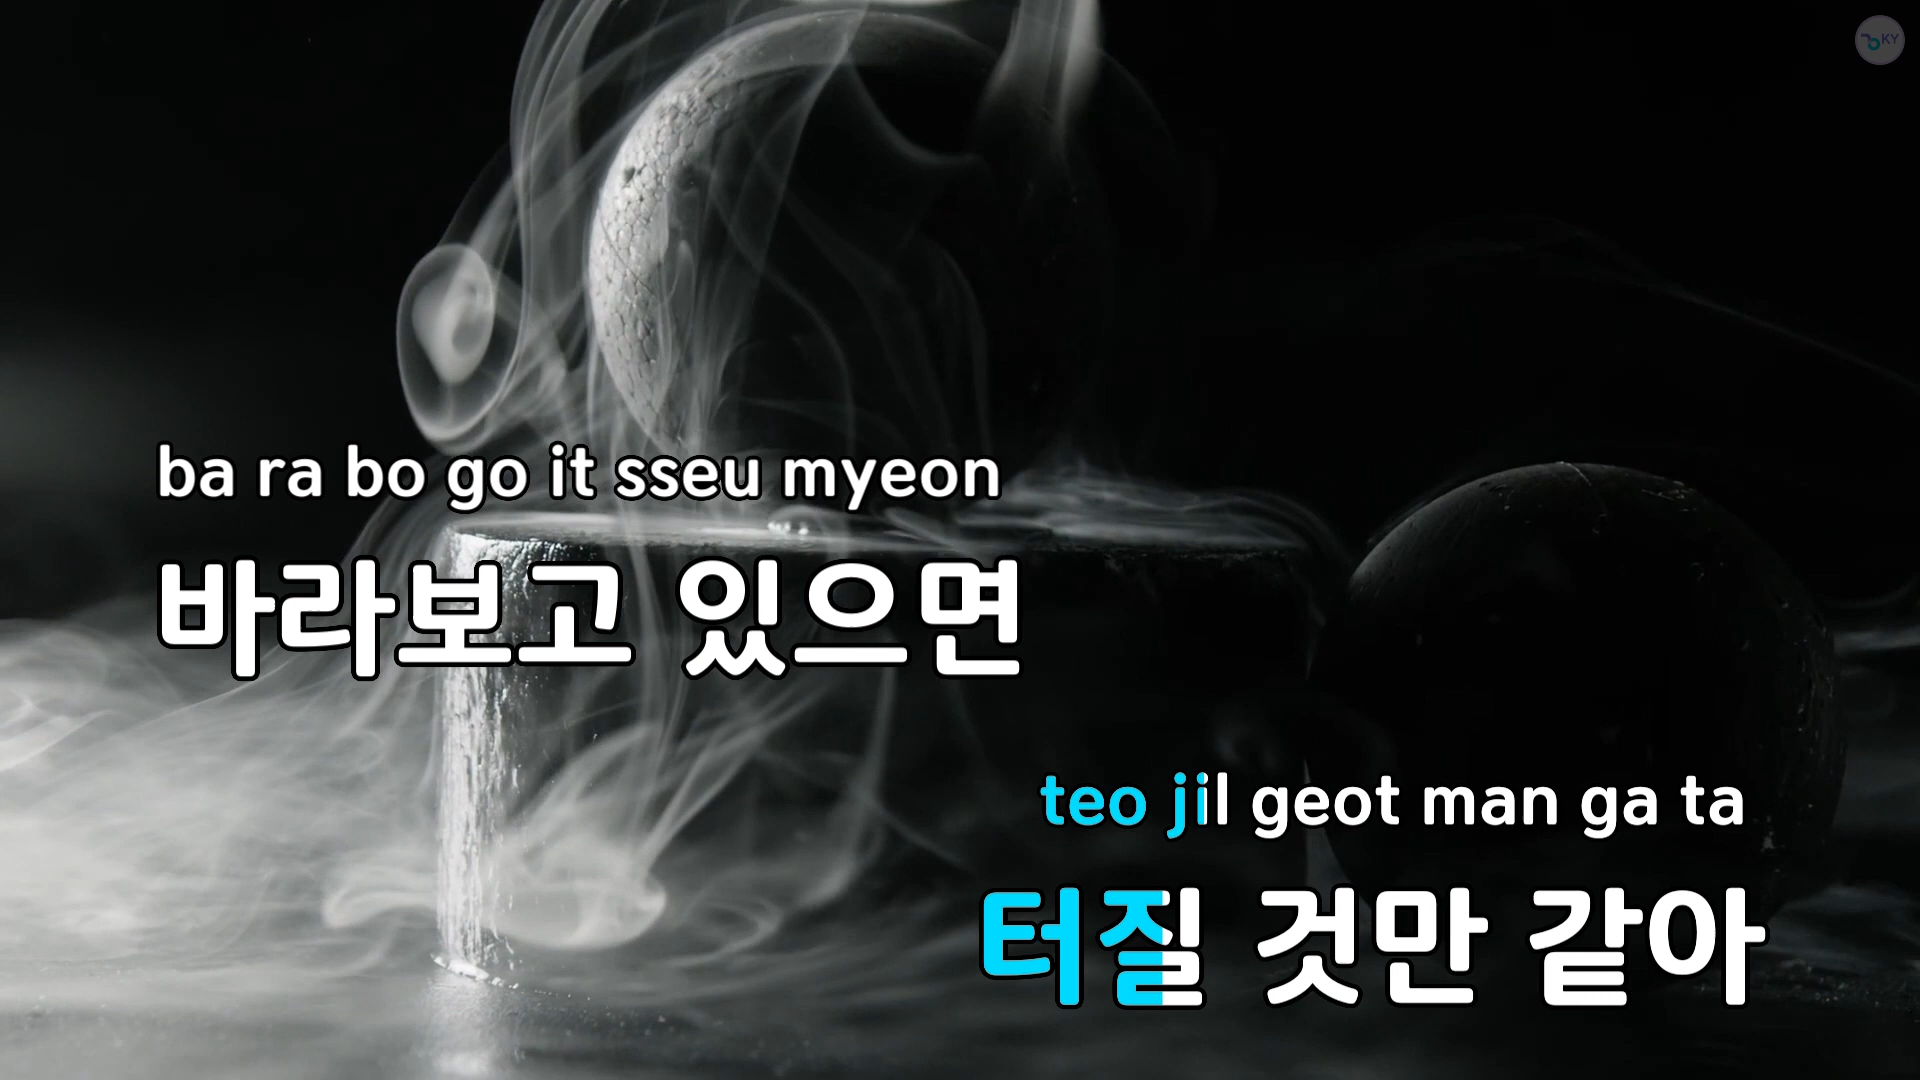 KY
ba ra bo go it sseu myeon
바라보고 있으면
teo jil geot man ga ta
터질 것만 같아